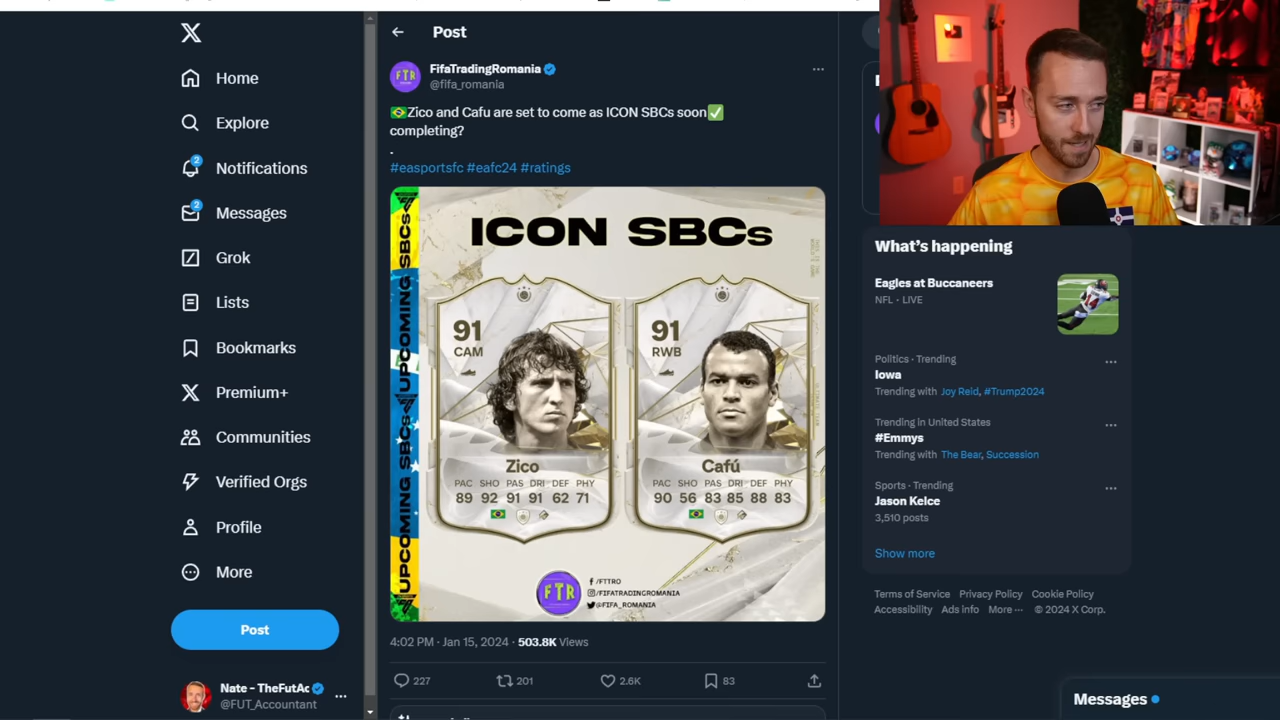 Home
Explore
2
Notifications
2
Messages
Grok
Lists
Bookmarks
Premium+
Communities
Verified Orgs
Profile
More
Post
Nate - TheFutAc
@FUT_Accountant
Post
FifaTradingRomania
@fifa_romania
Zico and Cafu are set to come as ICON SBCs soon
completing?
.
#easportsfc #eafc24 #ratings
UPCOMING SBCs UPCOMING SBCs
ICON SBCs
91
CAM
Zico
PAC SHO PAS DRI DEF PHY
89 92 91 91 62 71
91
RWB
Cafú
PAC SHO PAS DRI DEF PHY
90 56 83 85 88 83
FTR
/FTTRO
/FIFATRADINGROMANIA
@FIFA_ROMANIA
4:02 PM · Jan 15, 2024 · 503.8K Views
227
201
2.6K
83
What's happening
Eagles at Buccaneers
NFL · LIVE
Politics · Trending
Iowa
Trending with Joy Reid, #Trump2024
Trending in United States
#Emmys
Trending with The Bear, Succession
Sports · Trending
Jason Kelce
3,510 posts
Show more
Terms of Service Privacy Policy Cookie Policy
Accessibility Ads info More ··· © 2024 X Corp.
Messages